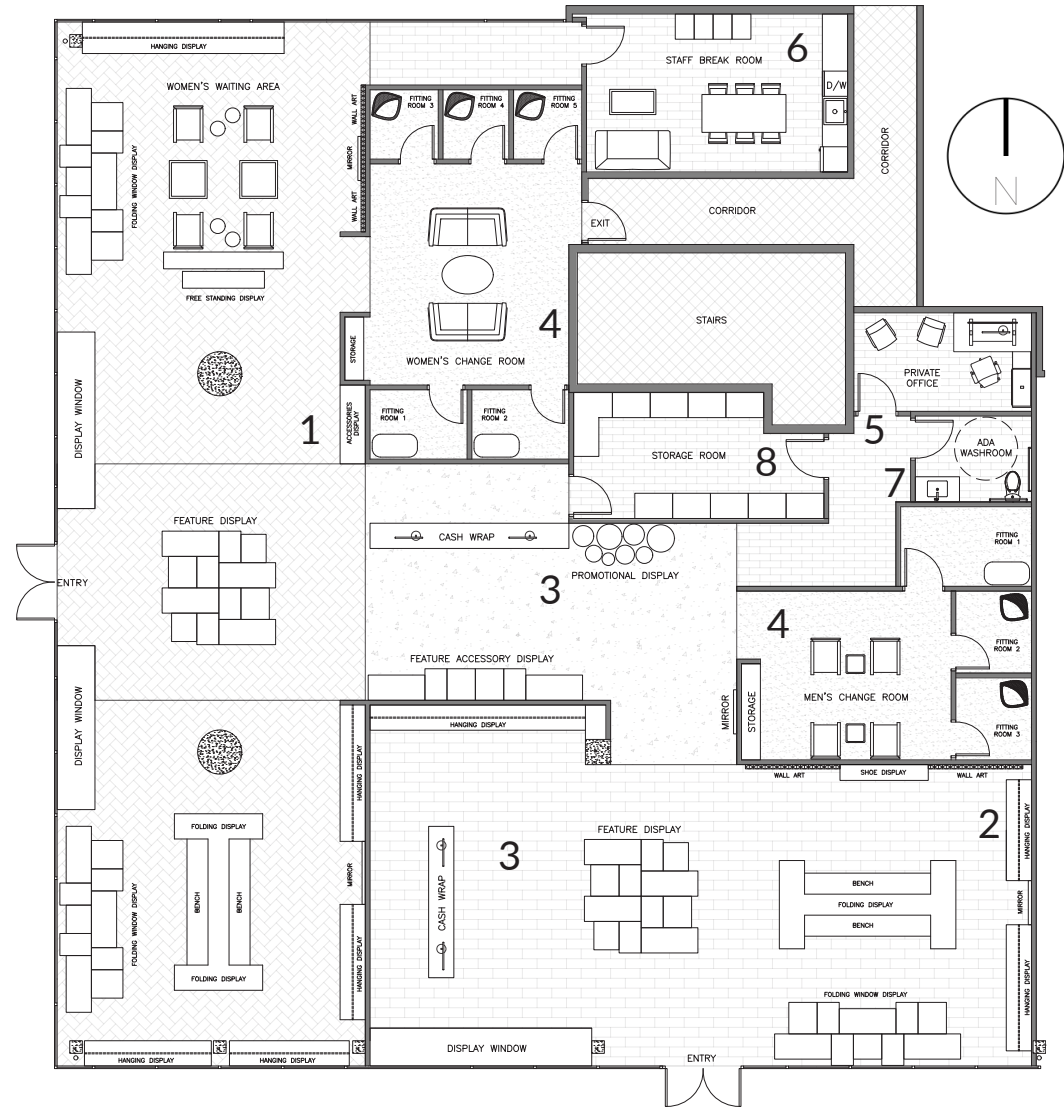 HANGING DISPLAY
WOMEN'S WAITING AREA
FOLDING WINDOW DISPLAY
FREE STANDING DISPLAY
WALL ART
MIRROR
WALL ART
FITTING
ROOM 3
FITTING
ROOM 4
FITTING
ROOM 5
STAFF BREAK ROOM
6
D/W
CORRIDOR
N
CORRIDOR
EXIT
4
WOMEN'S CHANGE ROOM
STORAGE
STAIRS
PRIVATE
OFFICE
DISPLAY WINDOW
1
ACCESSORIES
DISPLAY
FITTING
ROOM 1
FITTING
ROOM 2
STORAGE ROOM
8
5
7
ADA
WASHROOM
FEATURE DISPLAY
ENTRY
CASH WRAP
PROMOTIONAL DISPLAY
3
FITTING
ROOM 1
4
FITTING
ROOM 2
FEATURE ACCESSORY DISPLAY
MIRROR
STORAGE
MEN'S CHANGE ROOM
FITTING
ROOM 3
DISPLAY WINDOW
HANGING DISPLAY
HANGING DISPLAY
WALL ART
SHOE DISPLAY
WALL ART
2
HANGING DISPLAY
FOLDING DISPLAY
BENCH
BENCH
FOLDING DISPLAY
FOLDING WINDOW DISPLAY
MIRROR
HANGING DISPLAY
CASH WRAP
3
FEATURE DISPLAY
BENCH
FOLDING DISPLAY
BENCH
MIRROR
HANGING DISPLAY
FOLDING WINDOW DISPLAY
HANGING DISPLAY
HANGING DISPLAY
DISPLAY WINDOW
ENTRY